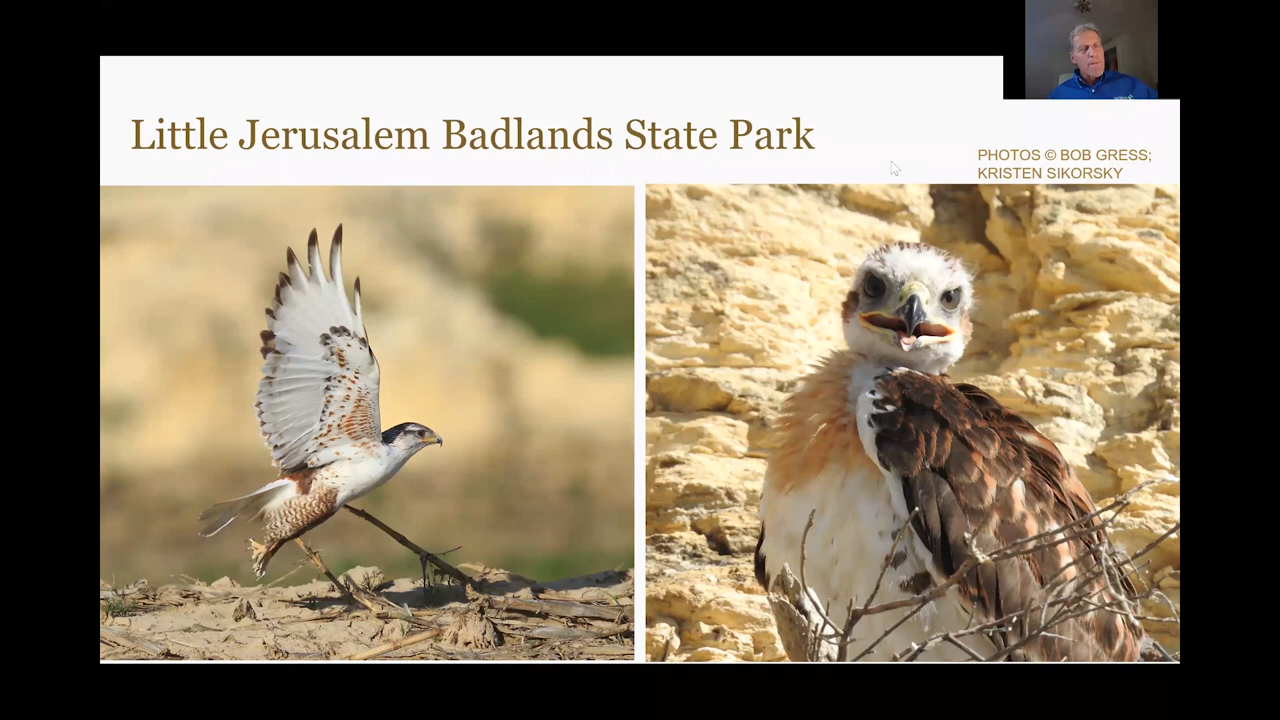 Little Jerusalem Badlands State Park
PHOTOS © BOB GRESS;
KRISTEN SIKORSKY